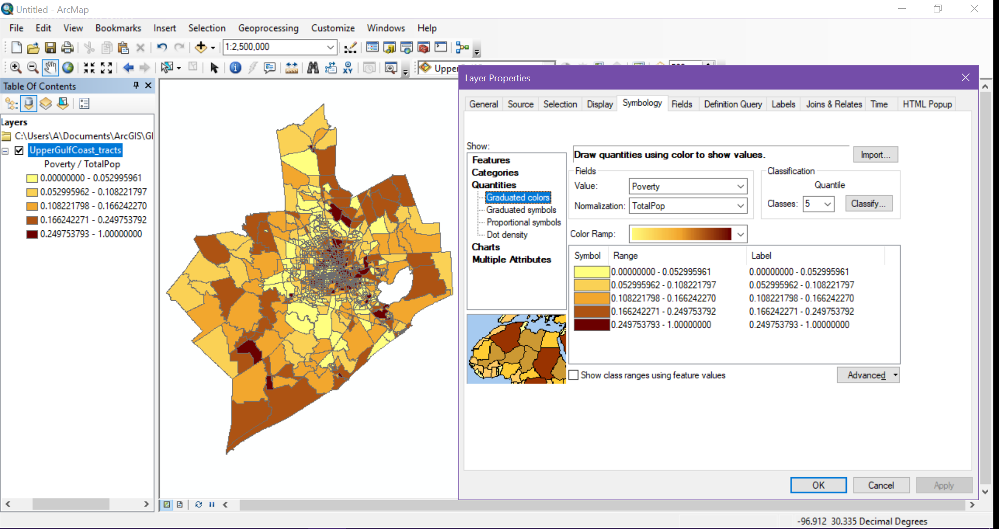 Untitled - ArcMap
File Edit View Bookmarks Insert Selection Geoprocessing Customize Windows Help
1:2,500,000
Table Of Contents
Layers
C:\Users\A\Documents\ArcGIS\GI
UpperGulfCoast_tracts
Poverty / TotalPop
0.00000000 - 0.052995961
0.052995962 - 0.108221797
0.108221798 - 0.166242270
0.166242271 - 0.249753792
0.249753793 - 1.00000000
Layer Properties
General Source Selection Display Symbology Fields Definition Query Labels Joins & Relates Time HTML Popup
Show:
Features
Categories
Quantities
Graduated colors
Graduated symbols
Proportional symbols
Dot density
Charts
Multiple Attributes
Draw quantities using color to show values.
Import...
Fields
Value: Poverty
Normalization: TotalPop
Classification
Quantile
Classes: 5 Classify...
Color Ramp:
Symbol Range Label
0.00000000 - 0.052995961 0.00000000 - 0.052995961
0.052995962 - 0.108221797 0.052995962 - 0.108221797
0.108221798 - 0.166242270 0.108221798 - 0.166242270
0.166242271 - 0.249753792 0.166242271 - 0.249753792
0.249753793 - 1.00000000 0.249753793 - 1.00000000
Show class ranges using feature values
Advanced
OK Cancel Apply
-96.912 30.335 Decimal Degrees